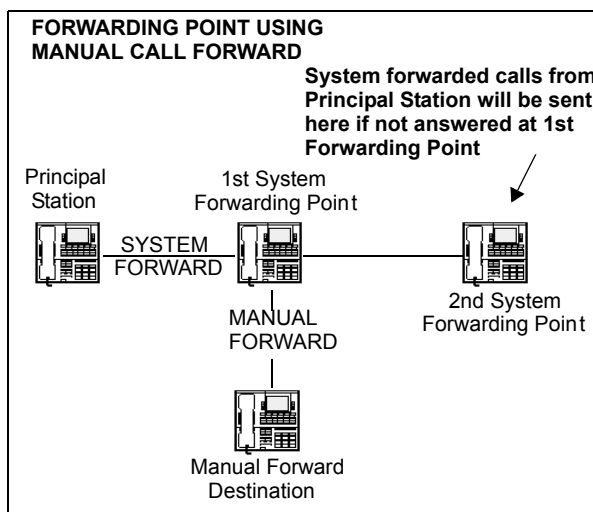 FORWARDING POINT USING
MANUAL CALL FORWARD
System forwarded calls from
Principal Station will be sent
here if not answered at 1st
Forwarding Point
Principal
Station
1st System
Forwarding Point
SYSTEM
FORWARD
2nd System
Forwarding Point
MANUAL
FORWARD
Manual Forward
Destination